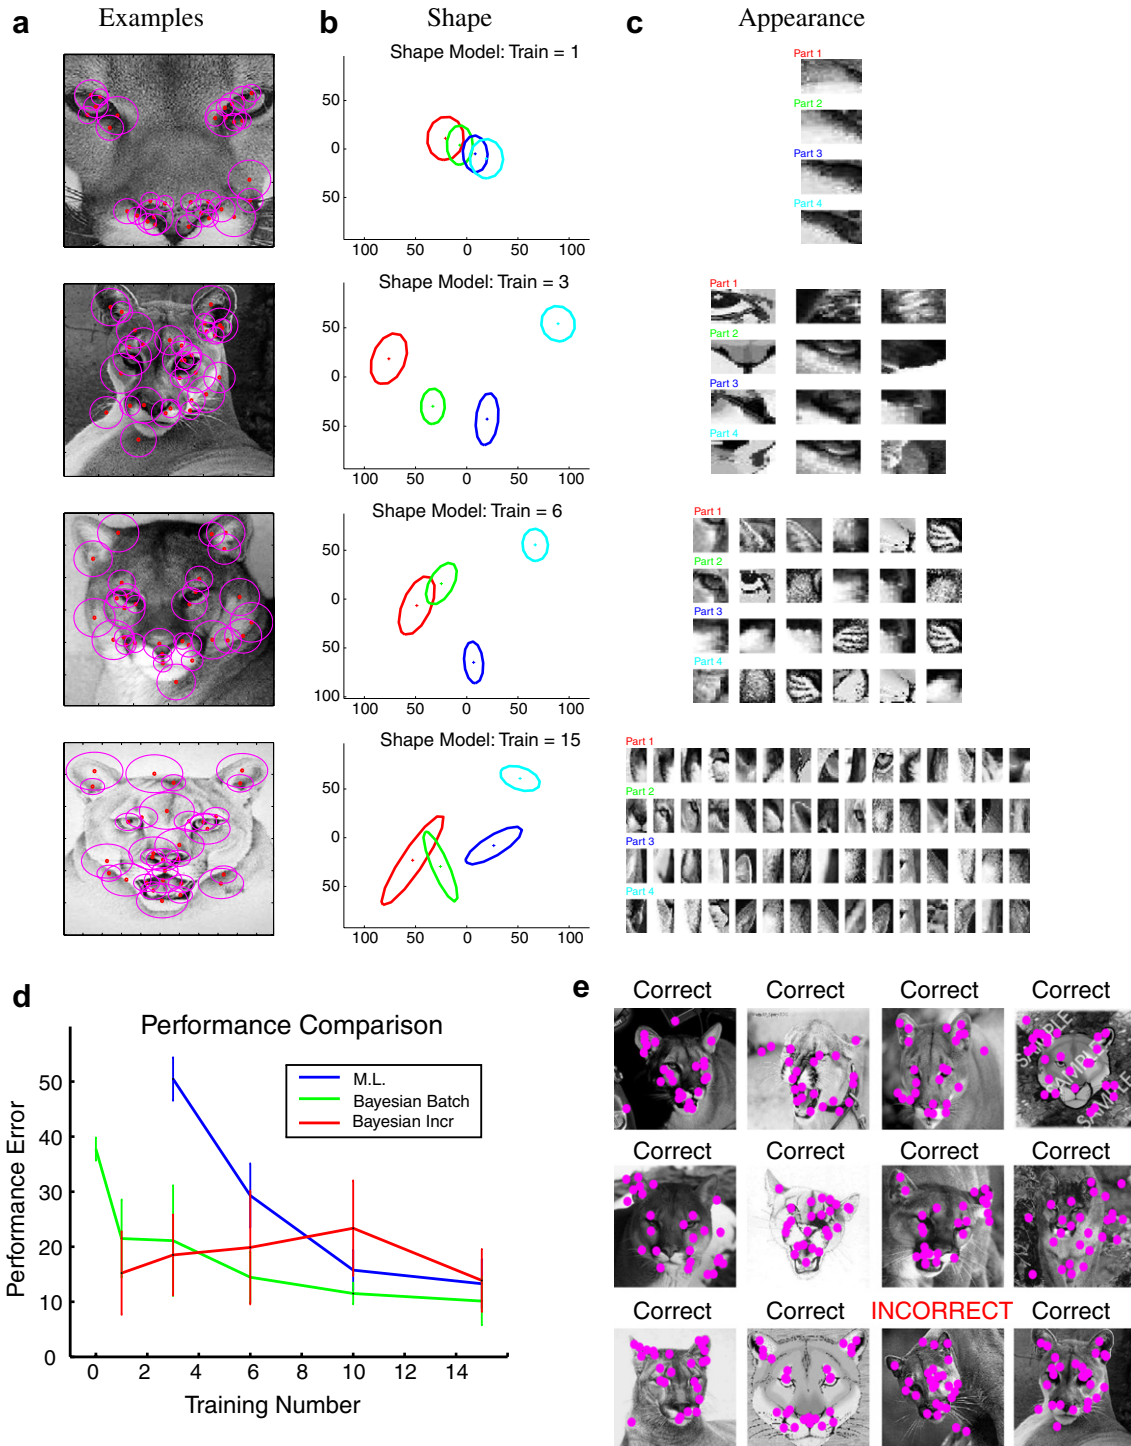 a Examples b Shape c Appearance
Shape Model: Train = 1
50
0
50
100 50 0 50 100
Part 1
Part 2
Part 3
Part 4
Shape Model: Train = 3
50
0
50
100 50 0 50 100
Part 1
Part 2
Part 3
Part 4
Shape Model: Train = 6
50
0
50
100
100 50 0 50 100
Part 1
Part 2
Part 3
Part 4
Shape Model: Train = 15
50
0
50
100 50 0 50 100
Part 1
Part 2
Part 3
Part 4
d
Performance Comparison
M.L.
Bayesian Batch
Bayesian Incr
Performance Error
50
40
30
20
10
0
0 2 4 6 8 10 12 14
Training Number
e
Correct Correct Correct Correct
SAMPLE
SAMPLE
SAMPLE
Correct Correct Correct Correct
Correct Correct INCORRECT Correct